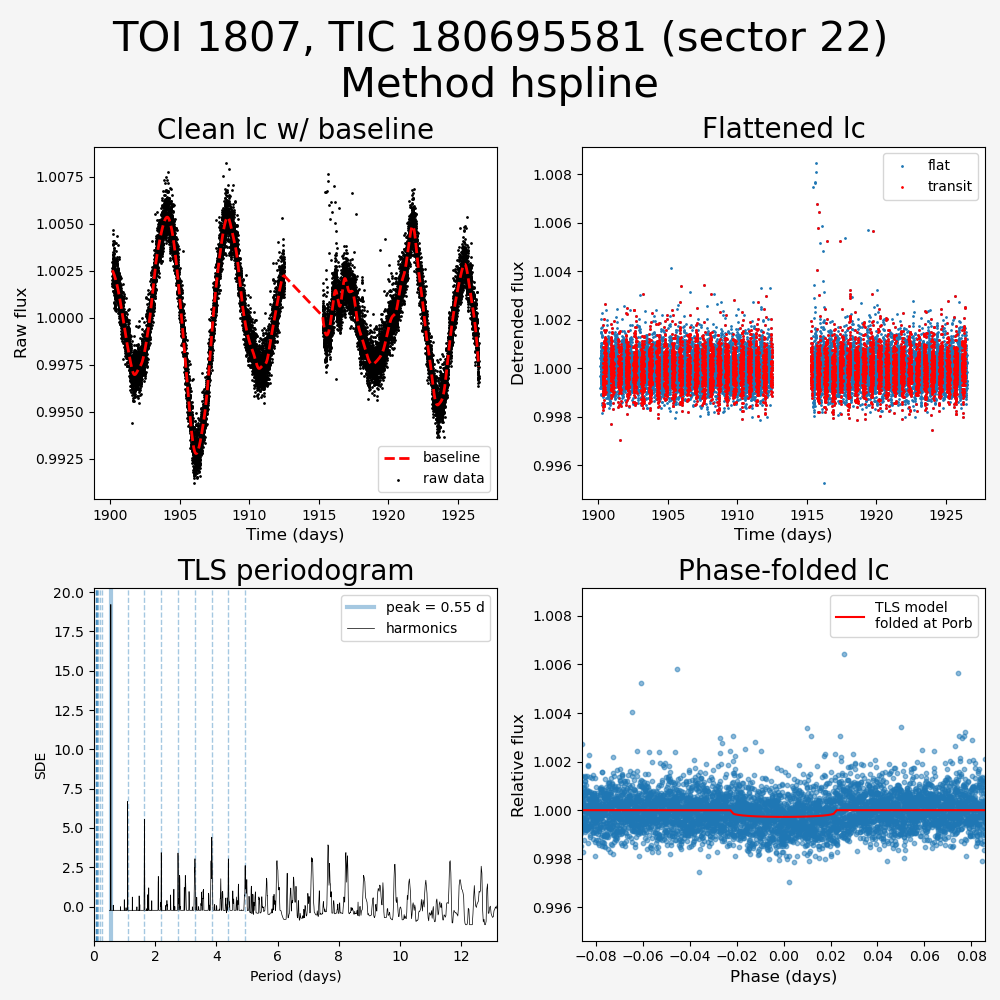 TOI 1807, TIC 180695581 (sector 22)
Method hspline
Clean lc w/ baseline
Raw flux
1.0075
1.0050
1.0025
1.0000
0.9975
0.9950
0.9925
baseline
raw data
1900
1905
1910
1915
1920
1925
Time (days)
Flattened lc
Detrended flux
1.008
1.006
1.004
1.002
1.000
0.998
0.996
flat
transit
1900
1905
1910
1915
1920
1925
Time (days)
TLS periodogram
SDE
20.0
17.5
15.0
12.5
10.0
7.5
5.0
2.5
0.0
peak = 0.55 d
harmonics
0
2
4
6
8
10
12
Period (days)
Phase-folded lc
Relative flux
1.008
1.006
1.004
1.002
1.000
0.998
0.996
TLS model
folded at Porb
−0.08
−0.06
−0.04
−0.02
0.00
0.02
0.04
0.06
0.08
Phase (days)